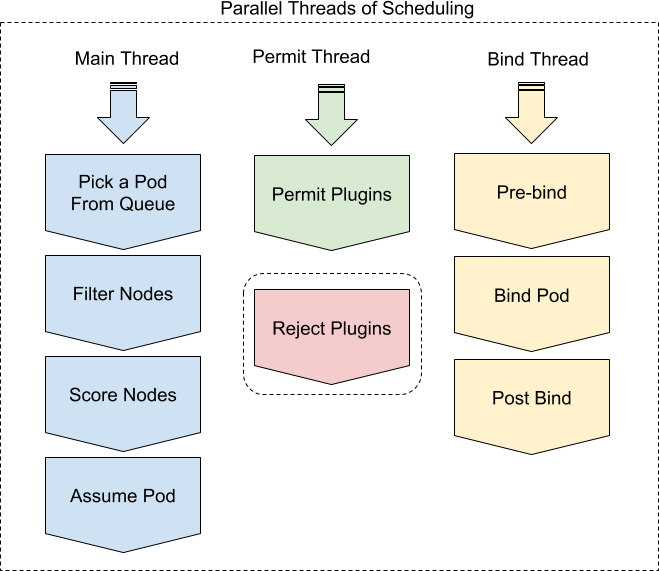 Parallel Threads of Scheduling
Main Thread
Pick a Pod
From Queue
Filter Nodes
Score Nodes
Assume Pod
Permit Thread
Permit Plugins
Reject Plugins
Bind Thread
Pre-bind
Bind Pod
Post Bind